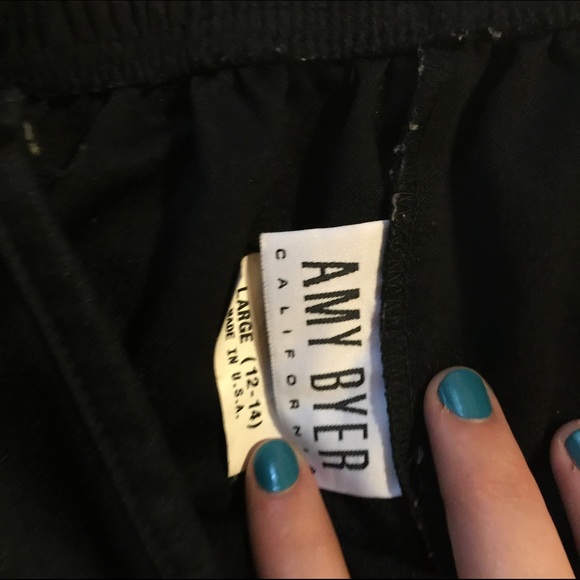 AMY BYER
CALIFORNIA
LARGE (12-14)
MADE IN U.S.A.